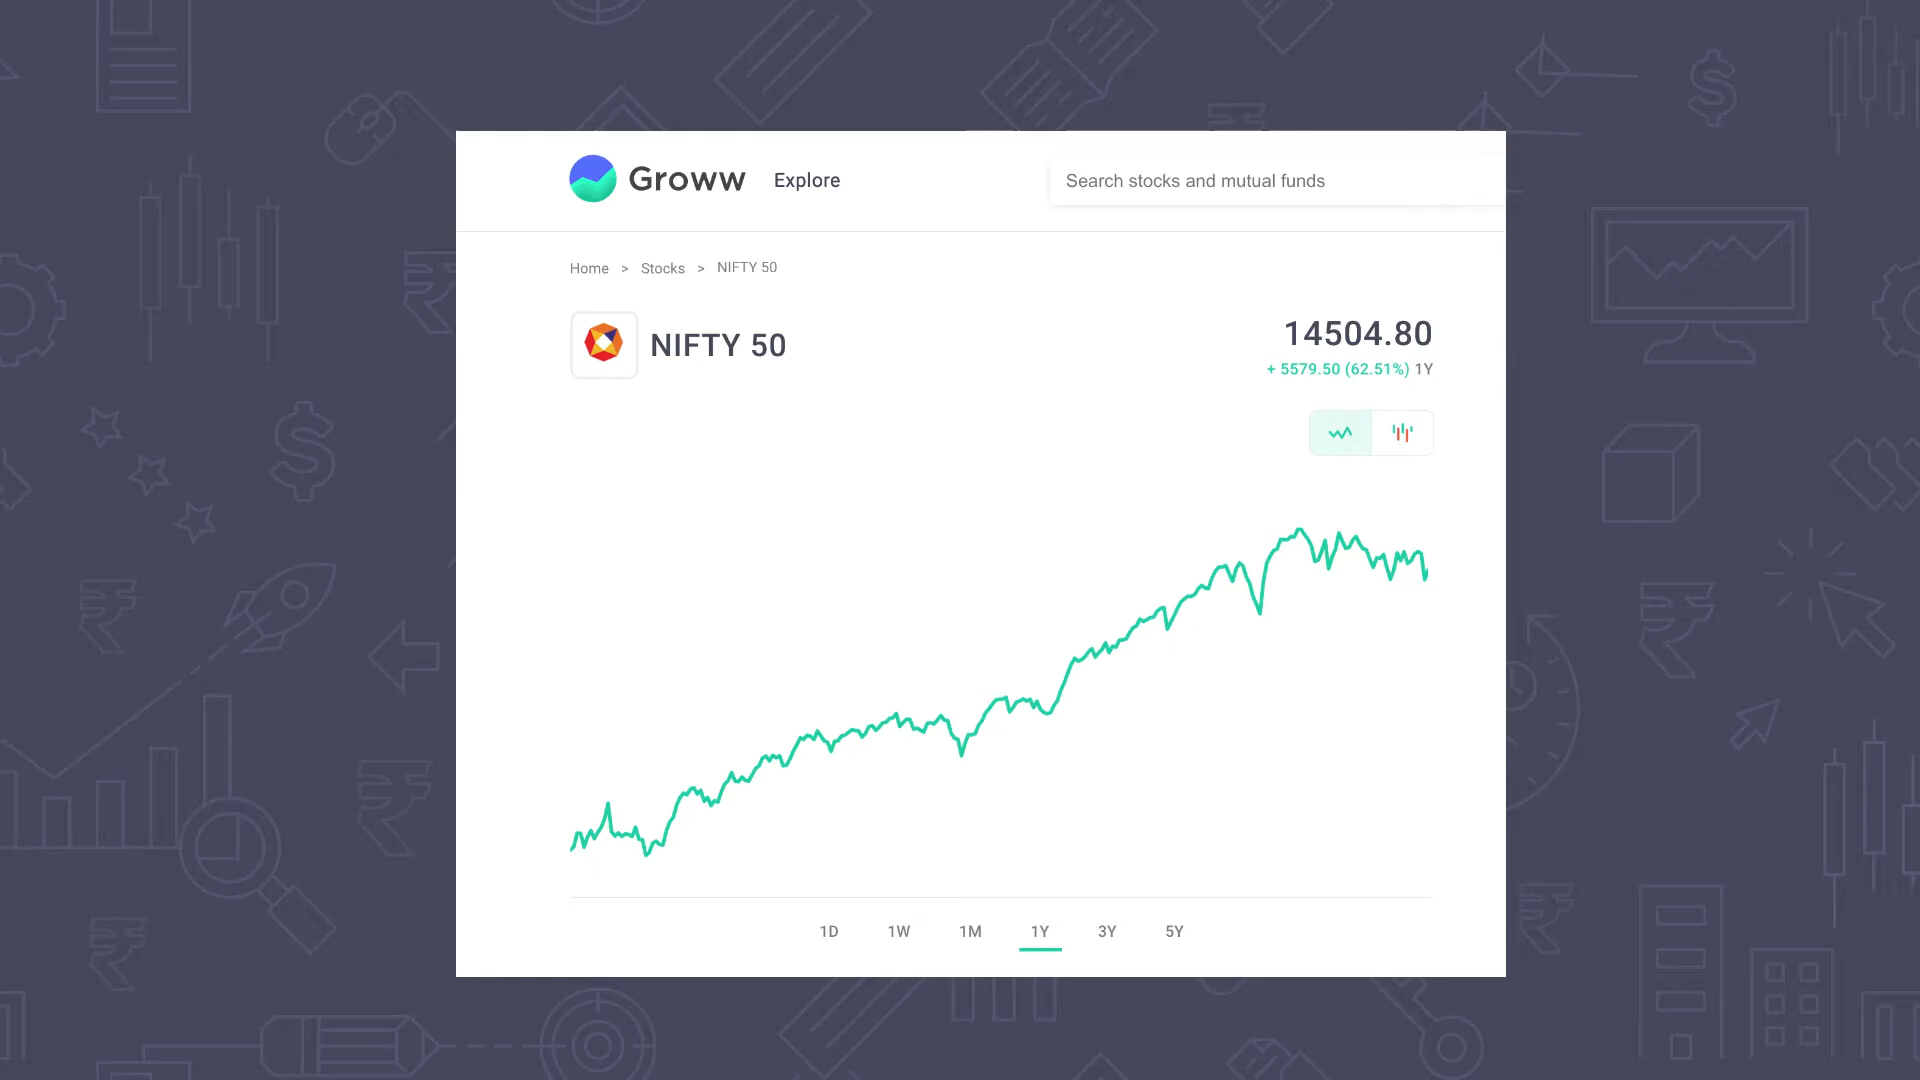 Groww
Explore
Search stocks and mutual funds
Home > Stocks > NIFTY 50
NIFTY 50
14504.80
+ 5579.50 (62.51%) 1Y
1D 1W 1M 1Y 3Y 5Y